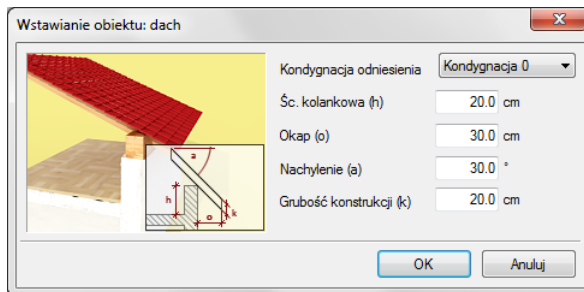 Wstawianie obiektu: dach
Kondygnacja odniesienia Kondygnacja 0
Śc. kolankowa (h) 20.0 cm
Okap (o) 30.0 cm
Nachylenie (a) 30.0 °
Grubość konstrukcji (k) 20.0 cm
a
h
o
k
OK Anuluj